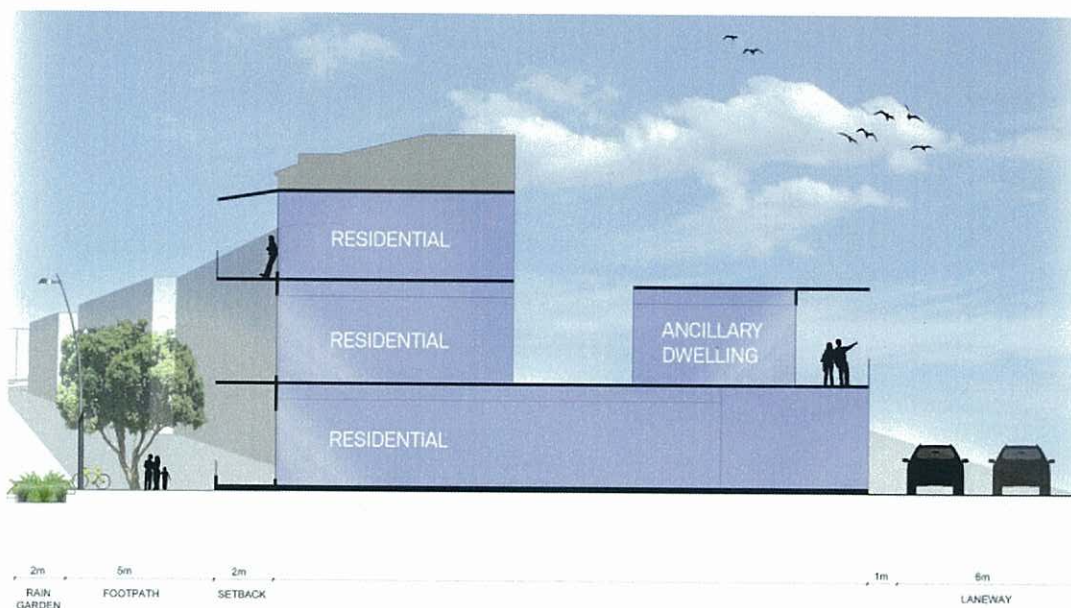 RESIDENTIAL
RESIDENTIAL
ANCILLARY
DWELLING
RESIDENTIAL
2m
5m
2m
1m
6m
RAIN
GARDEN
FOOTPATH
SETBACK
LANEWAY